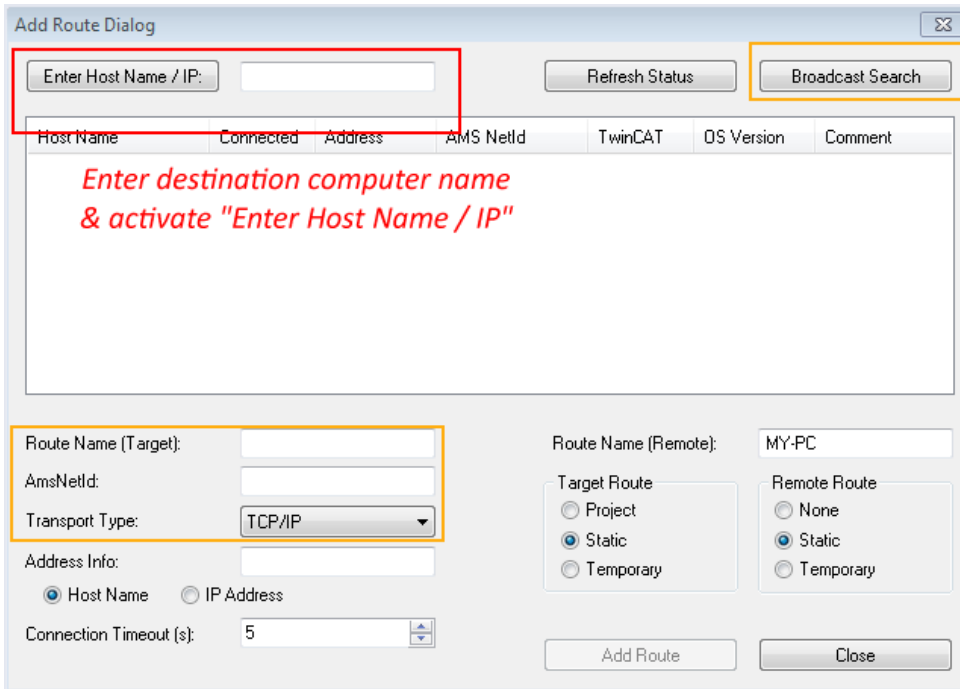 Add Route Dialog
Enter Host Name / IP:
Refresh Status
Broadcast Search
Host Name Connected Address AMS NetId TwinCAT OS Version Comment
Enter destination computer name
& activate "Enter Host Name / IP"
Route Name (Target):
Route Name (Remote): MY-PC
AmsNetId:
Target Route
Remote Route
Transport Type: TCP/IP
Project
None
Static
Static
Temporary
Temporary
Address Info:
Host Name IP Address
Connection Timeout (s): 5
Add Route
Close